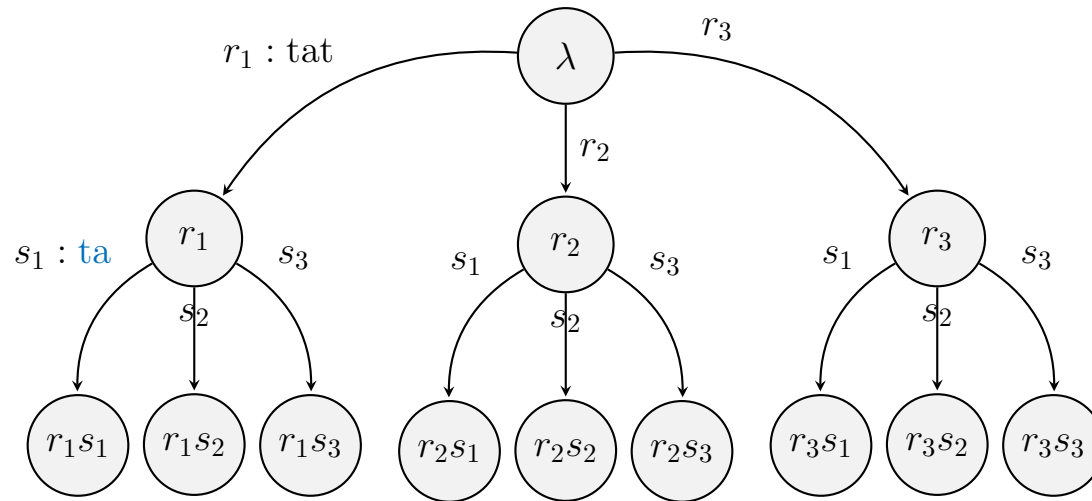 r₃
r₁ : tat
λ
r₂
r₁
r₂
r₃
s₁ : ta
s₃
s₁
s₃
s₁
s₃
s₂
s₂
s₂
r₁s₁
r₁s₂
r₁s₃
r₂s₁
r₂s₂
r₂s₃
r₃s₁
r₃s₂
r₃s₃